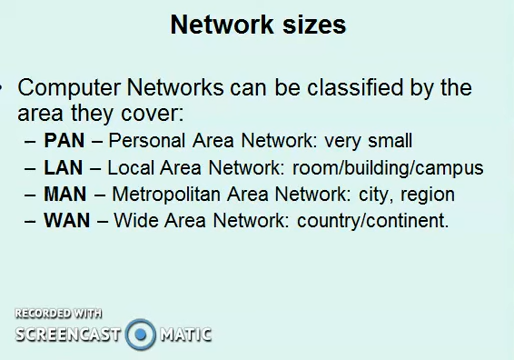 Network sizes
• Computer Networks can be classified by the
area they cover:
– PAN – Personal Area Network: very small
– LAN – Local Area Network: room/building/campus
– MAN – Metropolitan Area Network: city, region
– WAN – Wide Area Network: country/continent.
RECORDED WITH
SCREENCAST MATIC